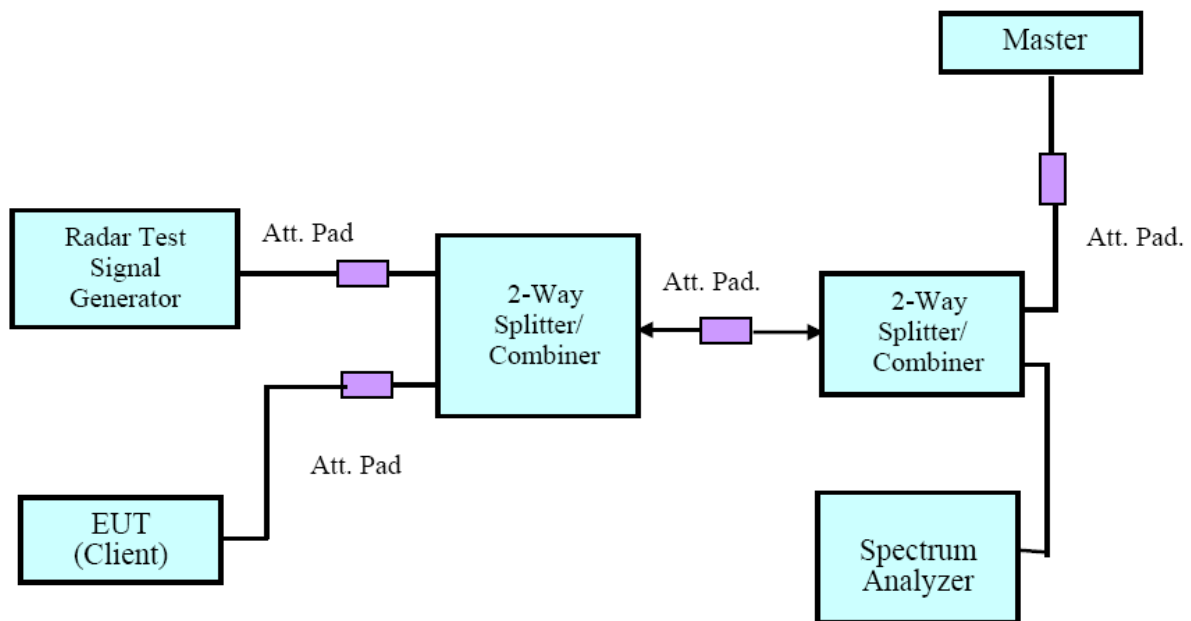 Master
Att. Pad.
Radar Test
Signal
Generator
Att. Pad
2-Way
Splitter/
Combiner
Att. Pad.
2-Way
Splitter/
Combiner
Att. Pad
EUT
(Client)
Spectrum
Analyzer